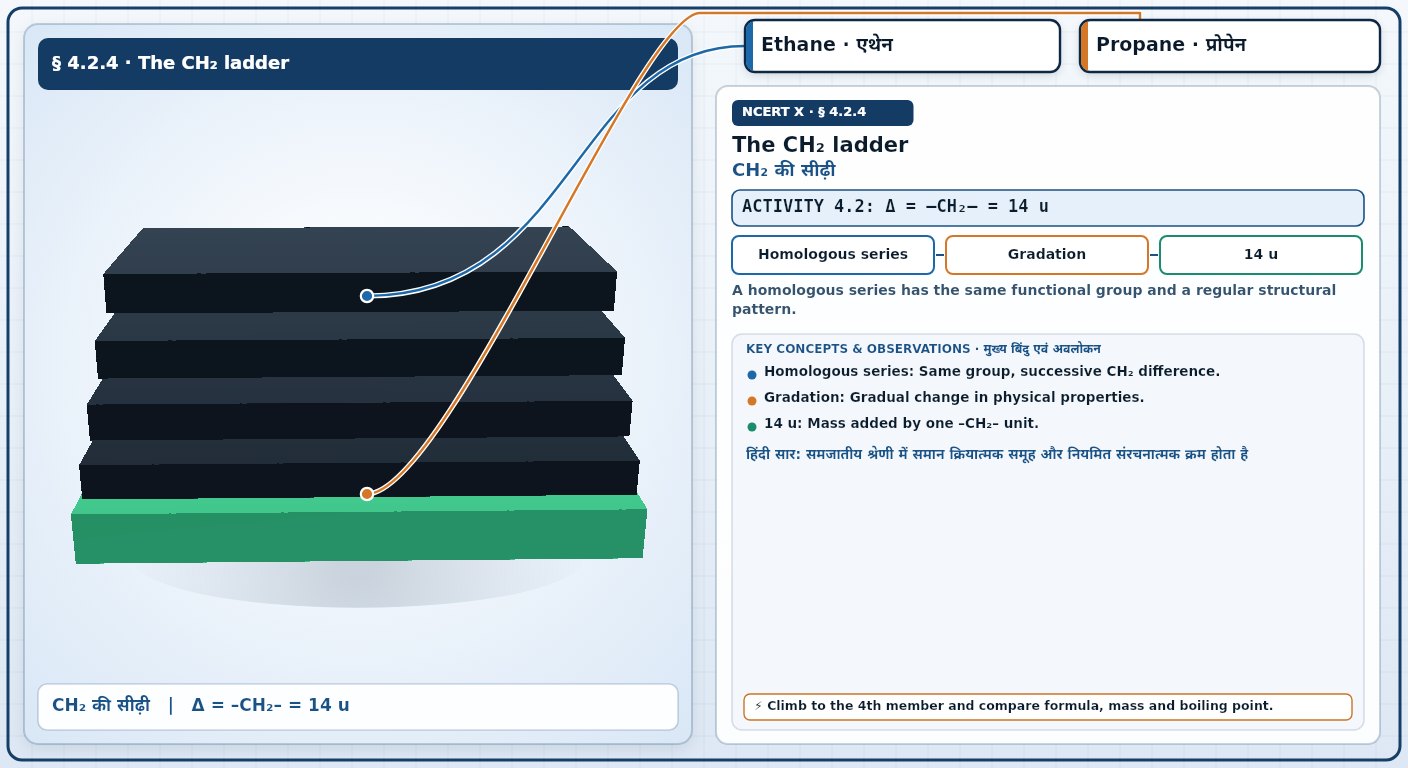 § 4.2.4 · The CH₂ ladder
Ethane · एथेन
Propane · प्रोपेन
NCERT X · § 4.2.4
The CH₂ ladder
CH₂ की सीढ़ी
ACTIVITY 4.2: Δ = –CH₂– = 14 u
Homologous series
Gradation
14 u
A homologous series has the same functional group and a regular structural
pattern.
KEY CONCEPTS & OBSERVATIONS · मुख्य बिंदु एवं अवलोकन
Homologous series: Same group, successive CH₂ difference.
Gradation: Gradual change in physical properties.
14 u: Mass added by one –CH₂– unit.
हिंदी सार: समजातीय श्रेणी में समान क्रियात्मक समूह और नियमित संरचनात्मक क्रम होता है
⚡ Climb to the 4th member and compare formula, mass and boiling point.
CH₂ की सीढ़ी | Δ = –CH₂– = 14 u